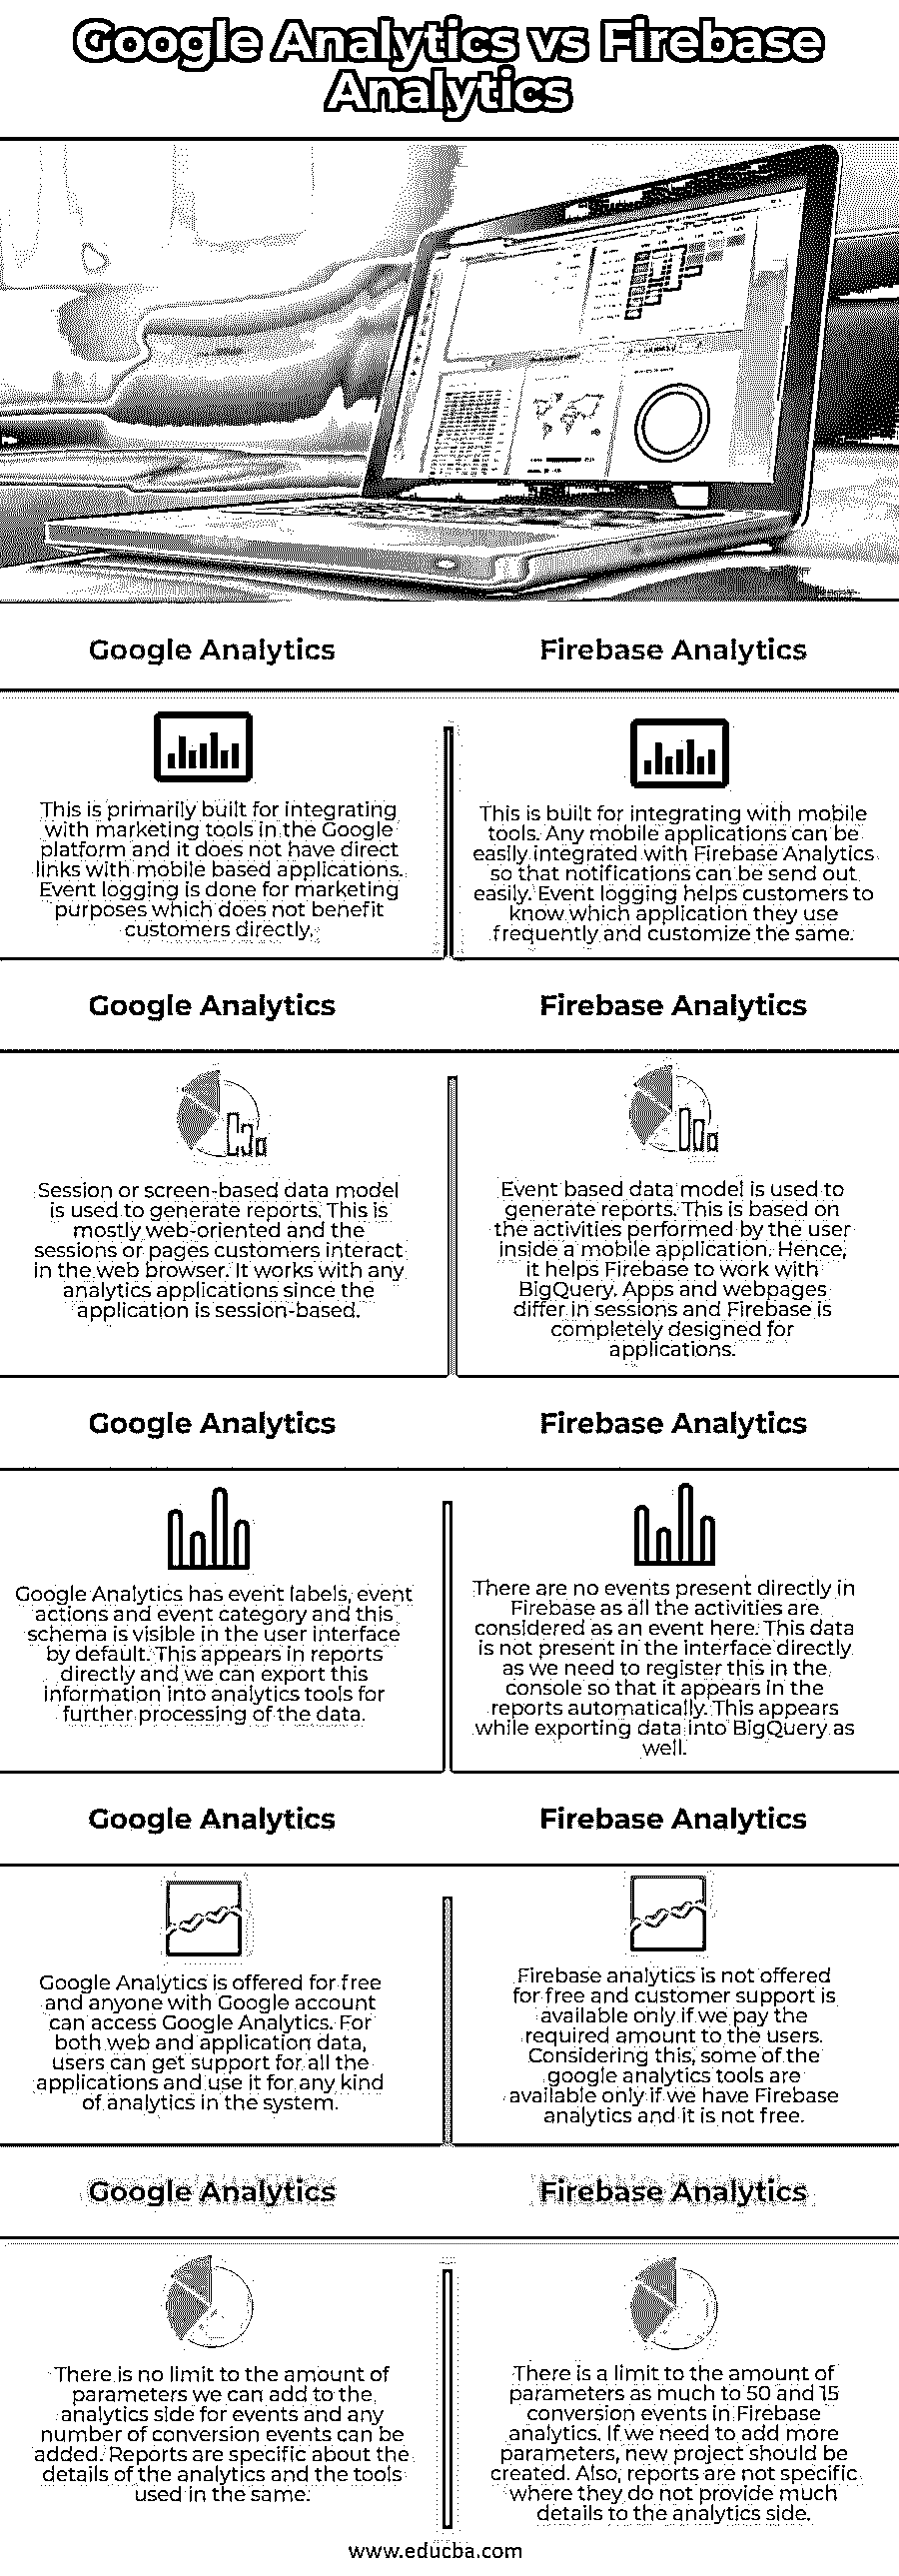 Google Analytics vs Firebase
Analytics
Google Analytics
Firebase Analytics
This is primarily built for integrating
with marketing tools in the Google
platform and it does not have direct
links with mobile based applications.
Event logging is done for marketing
purposes which does not benefit
customers directly.
This is built for integrating with mobile
tools. Any mobile applications can be
easily integrated with Firebase Analytics
so that notifications can be send out
easily. Event logging helps customers to
know which application they use
frequently and customize the same.
Google Analytics
Firebase Analytics
Session or screen-based data model
is used to generate reports. This is
mostly web-oriented and the
sessions or pages customers interact
in the web browser. It works with any
analytics applications since the
application is session-based.
Event based data model is used to
generate reports. This is based on
the activities performed by the user
inside a mobile application. Hence,
it helps Firebase to work with
BigQuery. Apps and webpages
differ in sessions and Firebase is
completely designed for
applications.
Google Analytics
Firebase Analytics
Google Analytics has event labels, event
actions and event category and this
schema is visible in the user interface
by default. This appears in reports
directly and we can export this
information into analytics tools for
further processing of the data.
There are no events present directly in
Firebase as all the activities are
considered as an event here. This data
is not present in the interface directly
as we need to register this in the
console so that it appears in the
reports automatically. This appears
while exporting data into BigQuery as
well.
Google Analytics
Firebase Analytics
Google Analytics is offered for free
and anyone with Google account
can access Google Analytics. For
both web and application data,
users can get support for all the
applications and use it for any kind
of analytics in the system.
Firebase analytics is not offered
for free and customer support is
available only if we pay the
required amount to the users.
Considering this, some of the
google analytics tools are
available only if we have Firebase
analytics and it is not free.
Google Analytics
Firebase Analytics
There is no limit to the amount of
parameters we can add to the
analytics side for events and any
number of conversion events can be
added. Reports are specific about the
details of the analytics and the tools
used in the same.
There is a limit to the amount of
parameters as much to 50 and 15
conversion events in Firebase
analytics. If we need to add more
parameters, new project should be
created. Also, reports are not specific
where they do not provide much
details to the analytics side.
www.educba.com